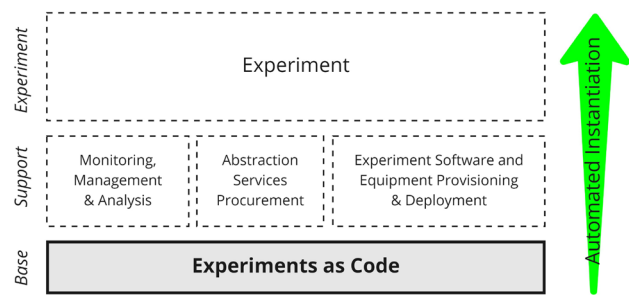 Experiment
Experiment
Support
Monitoring,
Management
& Analysis
Abstraction
Services
Procurement
Experiment Software and
Equipment Provisioning
& Deployment
Base
Experiments as Code
Automated Instantiation